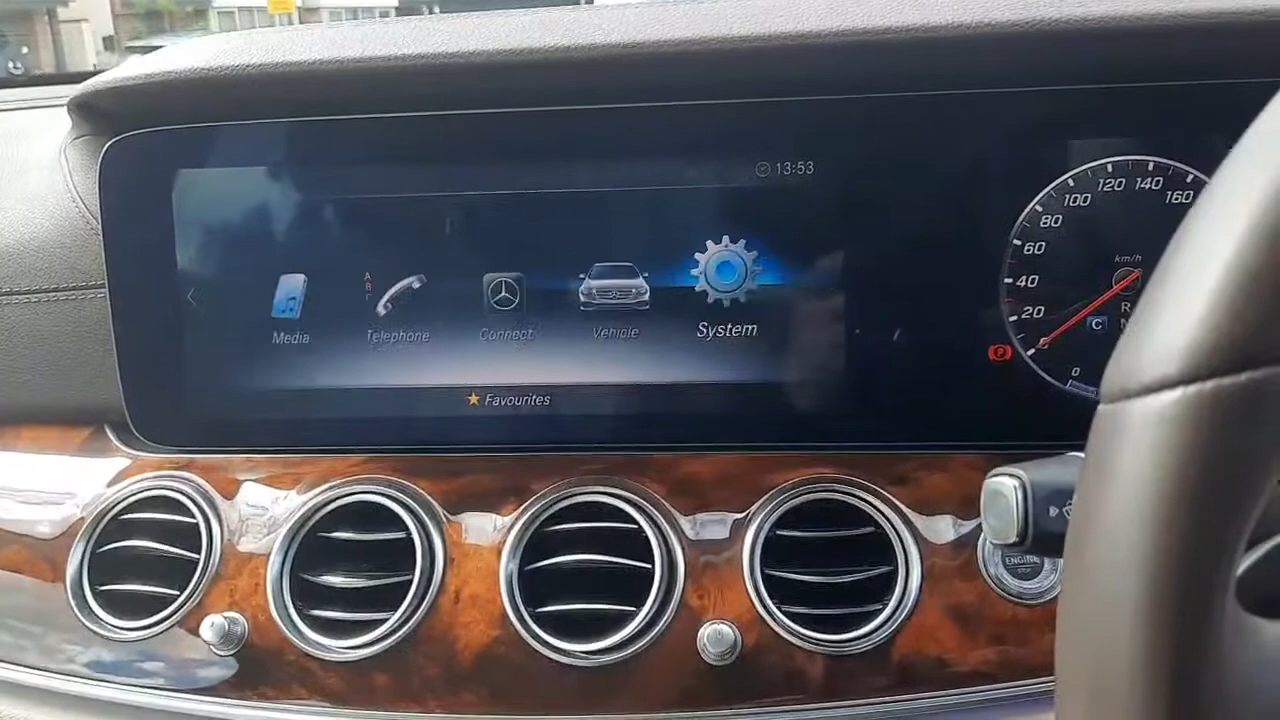 13:53
Media
Telephone
Connect
Vehicle
System
Favourites
160
140
120
100
80
60
40
20
0
km/h
R
N
C
P
A
B
ENGINE